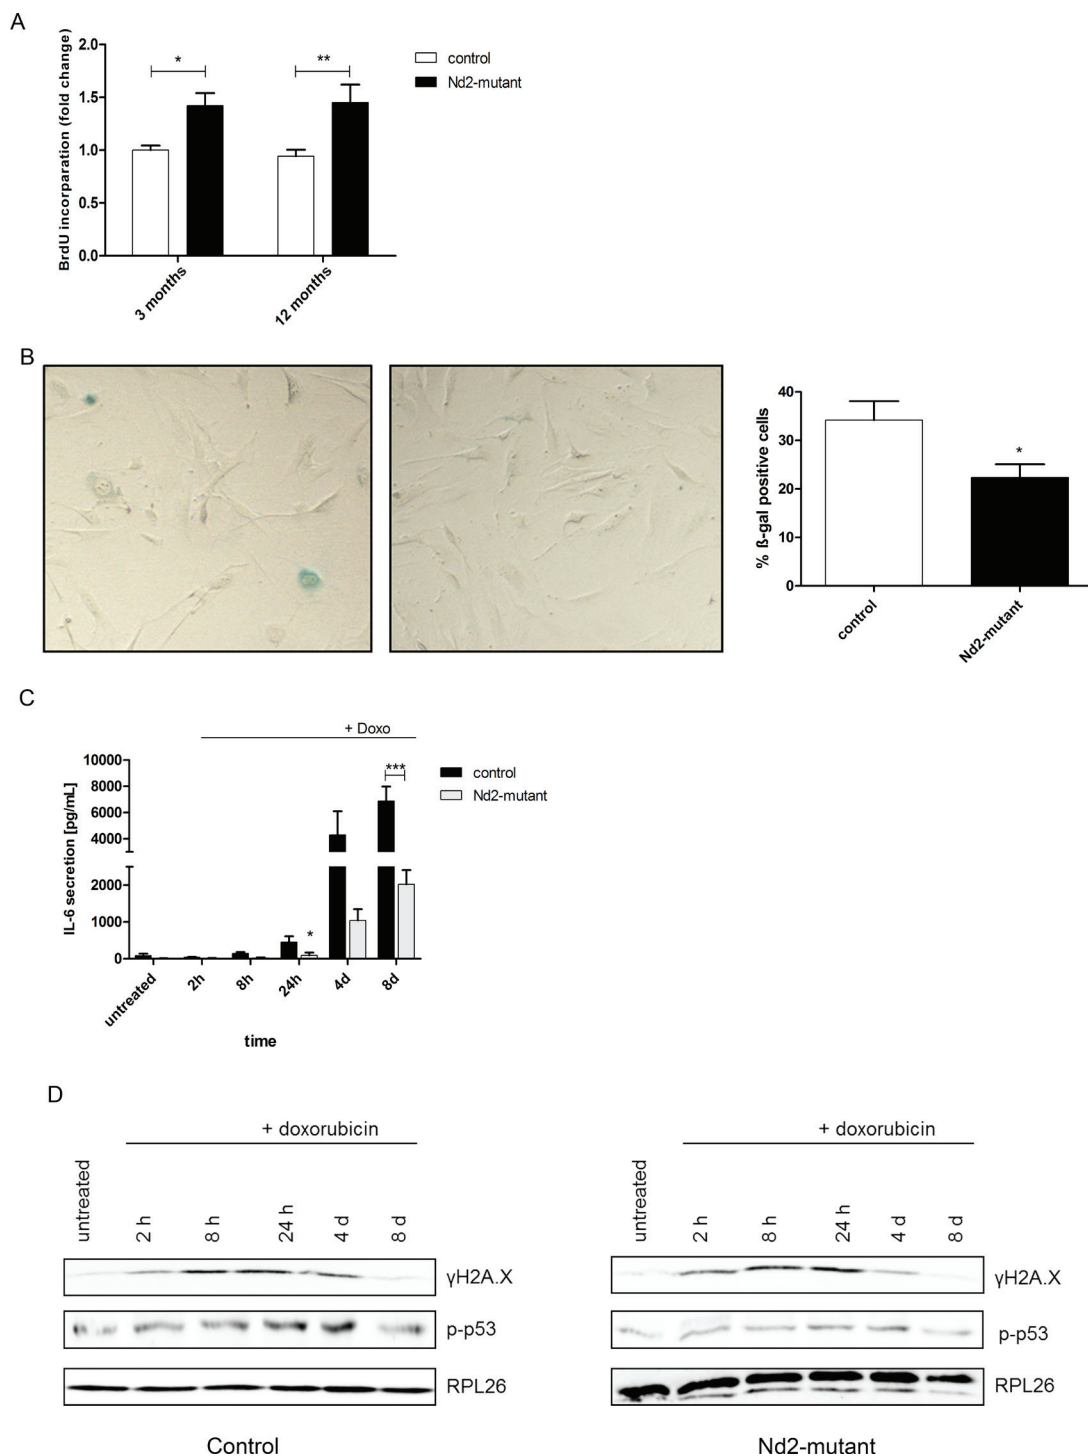 A
BrdU incorparation (fold change)
2.0
1.5
1.0
0.5
0.0
*
**
control
Nd2-mutant
3 months
12 months
B
% ß-gal positive cells
40
30
20
10
0
*
control
Nd2-mutant
C
+ Doxo
IL-6 secretion [pg/mL]
10000
8000
6000
4000
2000
1000
0
*
***
control
Nd2-mutant
untreated
2h
8h
24h
4d
8d
time
D
+ doxorubicin
untreated
2 h
8 h
24 h
4 d
8 d
γH2A.X
p-p53
RPL26
Control
+ doxorubicin
untreated
2 h
8 h
24 h
4 d
8 d
γH2A.X
p-p53
RPL26
Nd2-mutant